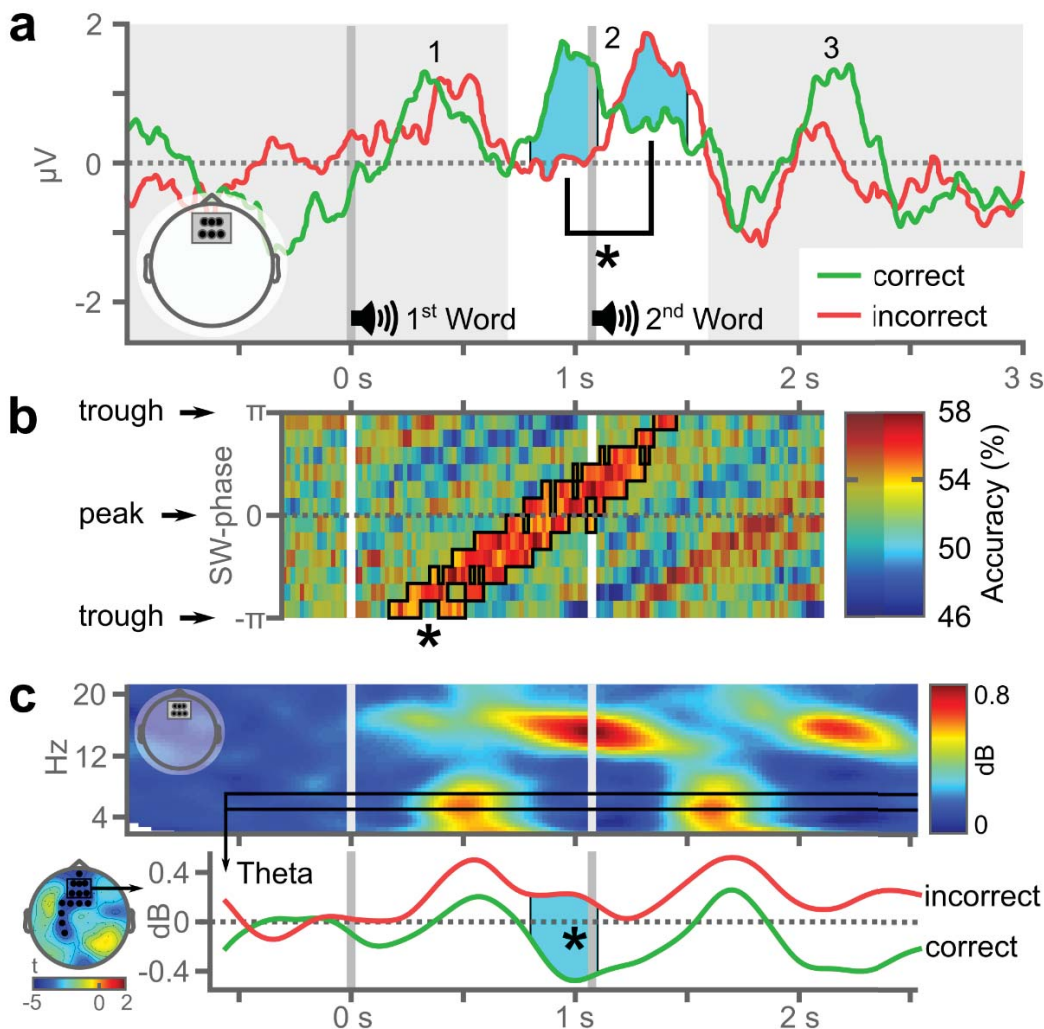 a
2
1
2
3
µV
0
-2
*
correct
incorrect
1st Word
2nd Word
0 s
1 s
2 s
3 s
b
trough
π
peak
0
trough
-π
SW-phase
*
58
54
50
46
Accuracy (%)
c
20
12
4
Hz
0.8
0
dB
Theta
0.4
0
-0.4
dB
*
incorrect
correct
t
-5
0
2
0 s
1 s
2 s